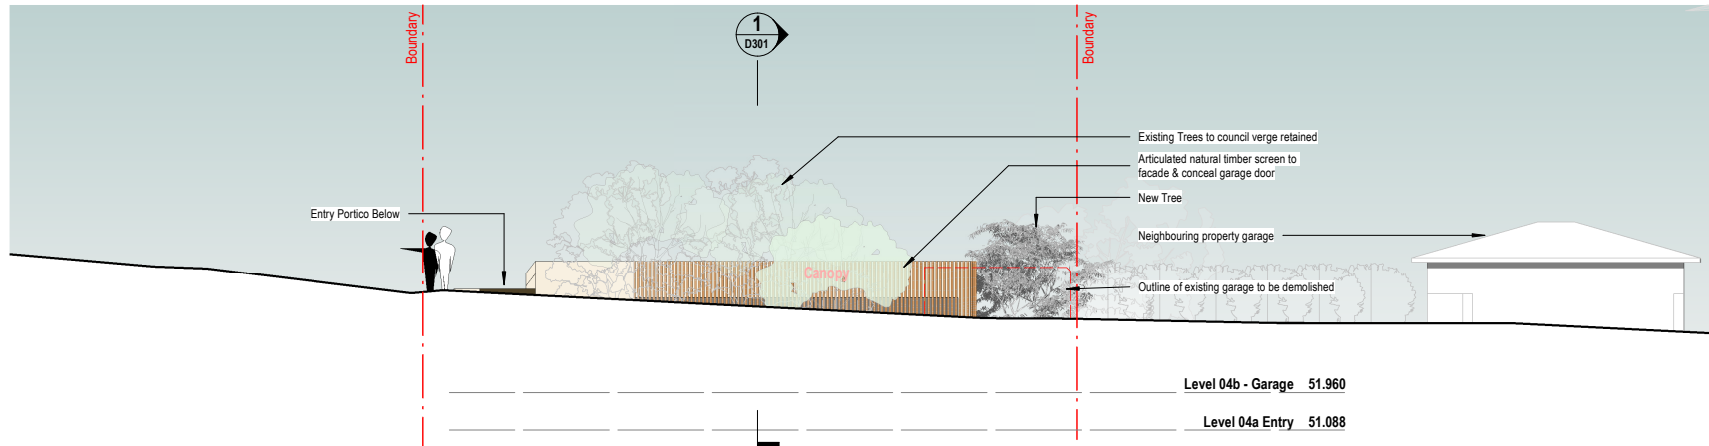 Boundary
1
D301
Boundary
Existing Trees to council verge retained
Articulated natural timber screen to
facade & conceal garage door
New Tree
Entry Portico Below
Neighbouring property garage
Canopy
Outline of existing garage to be demolished
Level 04b - Garage 51.960
Level 04a Entry 51.088